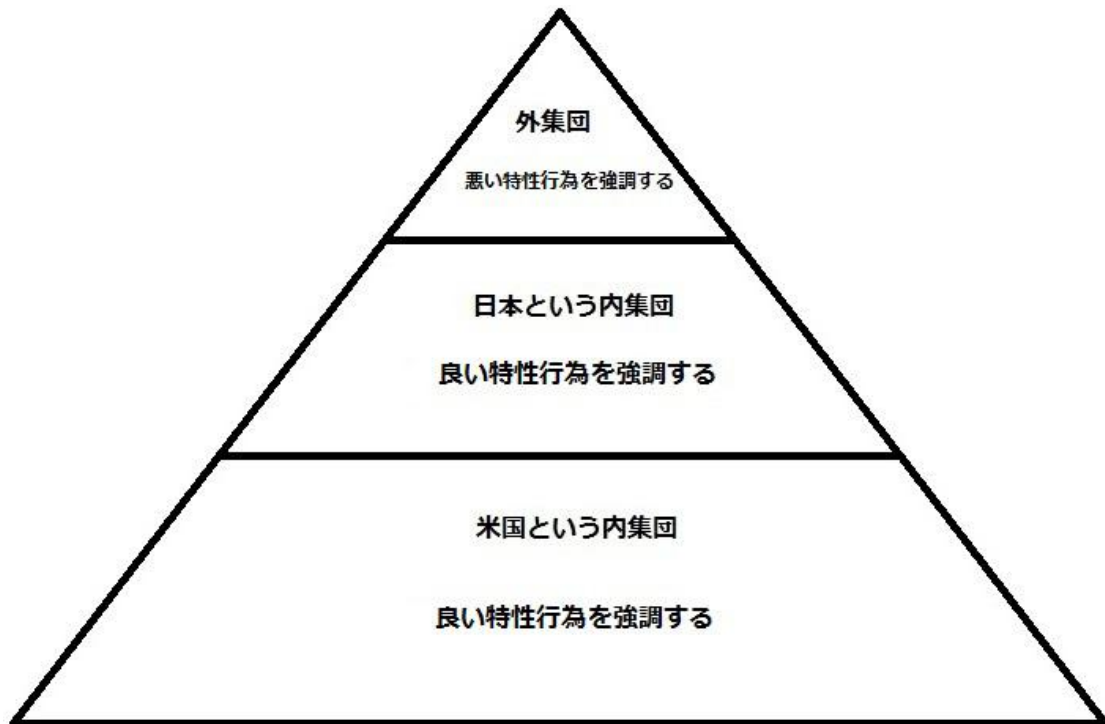 外集団
悪い特性行為を強調する
日本という内集団
良い特性行為を強調する
米国という内集団
良い特性行為を強調する